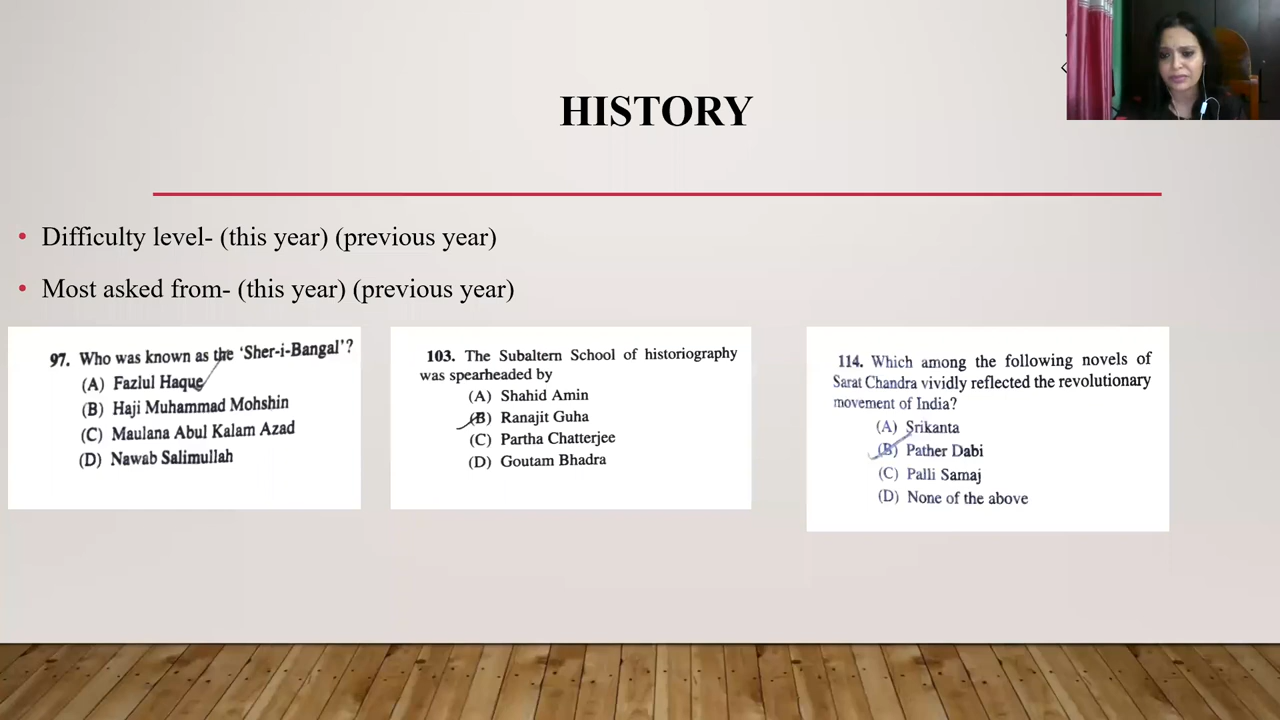 HISTORY
• Difficulty level- (this year) (previous year)
• Most asked from- (this year) (previous year)
97. Who was known as the ‘Sher-i-Bangal’?
(A) Fazlul Haque
(B) Haji Muhammad Mohshin
(C) Maulana Abul Kalam Azad
(D) Nawab Salimullah
103. The Subaltern School of historiography
was spearheaded by
(A) Shahid Amin
(B) Ranajit Guha
(C) Partha Chatterjee
(D) Goutam Bhadra
114. Which among the following novels of
Sarat Chandra vividly reflected the revolutionary
movement of India?
(A) Srikanta
(B) Pather Dabi
(C) Palli Samaj
(D) None of the above